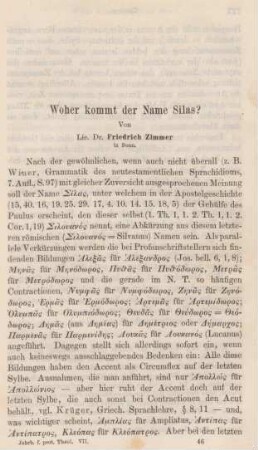 Woher kommt der Name Silas?
Von
Lic. Dr. Friedrich Zimmer
in Bonn.
Nach der gewöhnlichen, wenn auch nicht überall (z. B.
Winer, Grammatik des neutestamentlichen Sprachidioms,
7. Aufl., S. 97) mit gleicher Zuversicht ausgesprochenen Meinung
soll der Name Σίλας, unter welchem in der Apostelgeschichte
(15, 40. 16, 19. 25. 29. 17, 4. 10. 14. 15. 18, 5) der Gehülfe des
Paulus erscheint, den dieser selbst (1. Th. 1, 1. 2. Th. 1, 1. 2.
Cor. 1, 19) Σιλουανός nennt, eine Abkürzung aus diesem letzte-
ren römischen (Σιλουανός = Silvanus) Namen sein. Als paral-
lele Verkürzungen werden die bei Profanschriftstellern sich fin-
denden Bildungen Ἀλεξᾶς für Ἀλέξανδρος (Jos. bell. 6, 1, 8);
Μηνᾶς für Μηνόδωρος, Πυθᾶς für Πυθόδωρος, Μητρᾶς
für Μητρόδωρος und die gerade im N. T. so häufigen
Contractionen, Νυμφᾶς für Νυμφόδωρος, Ζηνᾶς für Ζηνό-
δωρος, Ἑρμᾶς für Ἑρμόδωρος; Ἀρτεμᾶς für Ἀρτεμίδωρος;
Ὀλυμπᾶς für Ὀλυμπιόδωρος, Θευδᾶς für Θεύδωρος = Θεό-
δωρος; Δημᾶς (aus Δημέας) für Δημήτριος oder Δήμαρχος;
Παρμενᾶς für Παρμενίδης; Λουκᾶς für Λουκανός (Lucanus)
angeführt. Dagegen stellt sich allerdings sofort ein, wenn
auch keineswegs ausschlaggebendes Bedenken ein: Alle diese
Bildungen haben den Accent als Circumflex auf der letzten
Sylbe. Ausnahmen, die man anführt, sind nur Ἀπολλώς für
Ἀπολλώνιος, — aber hier ruht der Accent doch auf der
letzten Sylbe, die auch sonst in Contractionen den Acut
behält, vgl. Krüger, Griech. Sprachlehre, § 8, 11 — und,
was wichtiger scheint, Ἀμπλίας für Ampliatus, Ἀντίπας für
Ἀντίπατρος, Κλεόπας für Κλεόπατρος. Aber bei den letzten
Jahrb. f. prot. Theol. VII. 46